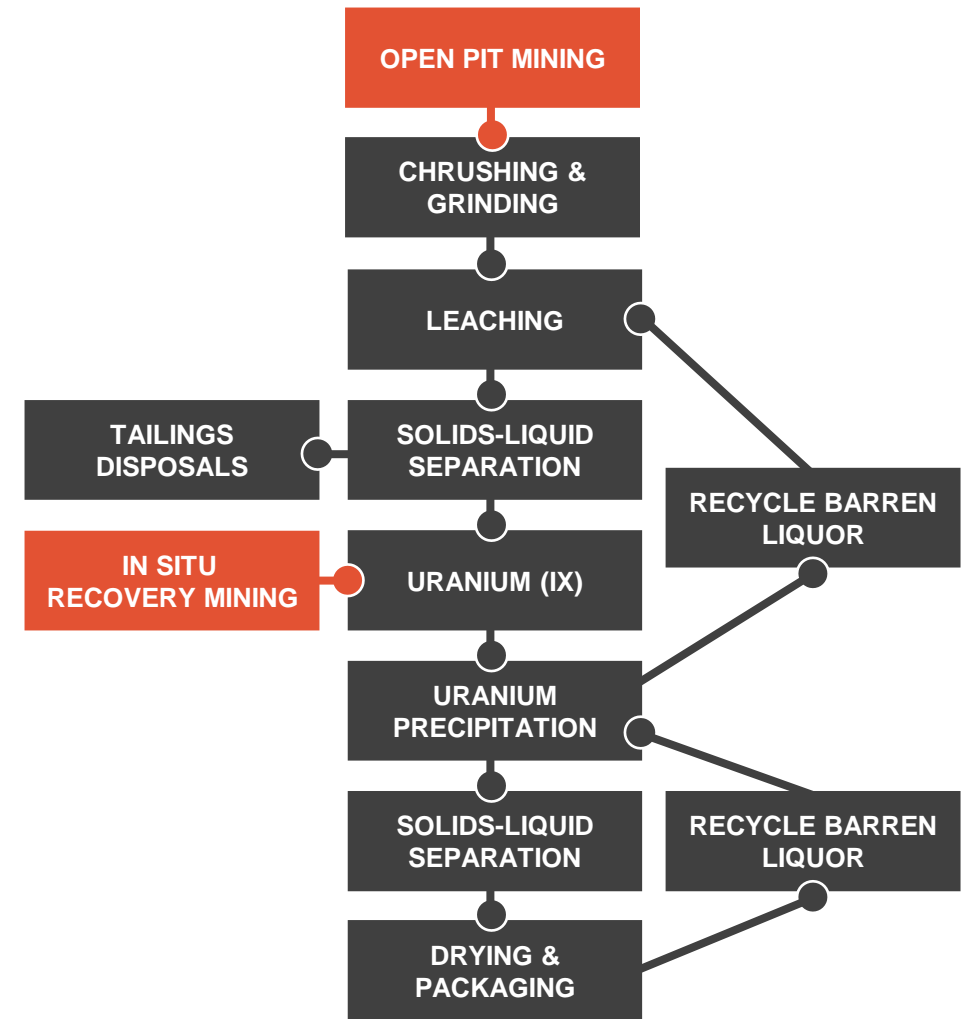 OPEN PIT MINING
CHRUSHING &
GRINDING
LEACHING
TAILINGS
DISPOSALS
SOLIDS-LIQUID
SEPARATION
RECYCLE BARREN
LIQUOR
IN SITU
RECOVERY MINING
URANIUM (IX)
URANIUM
PRECIPITATION
SOLIDS-LIQUID
SEPARATION
RECYCLE BARREN
LIQUOR
DRYING &
PACKAGING